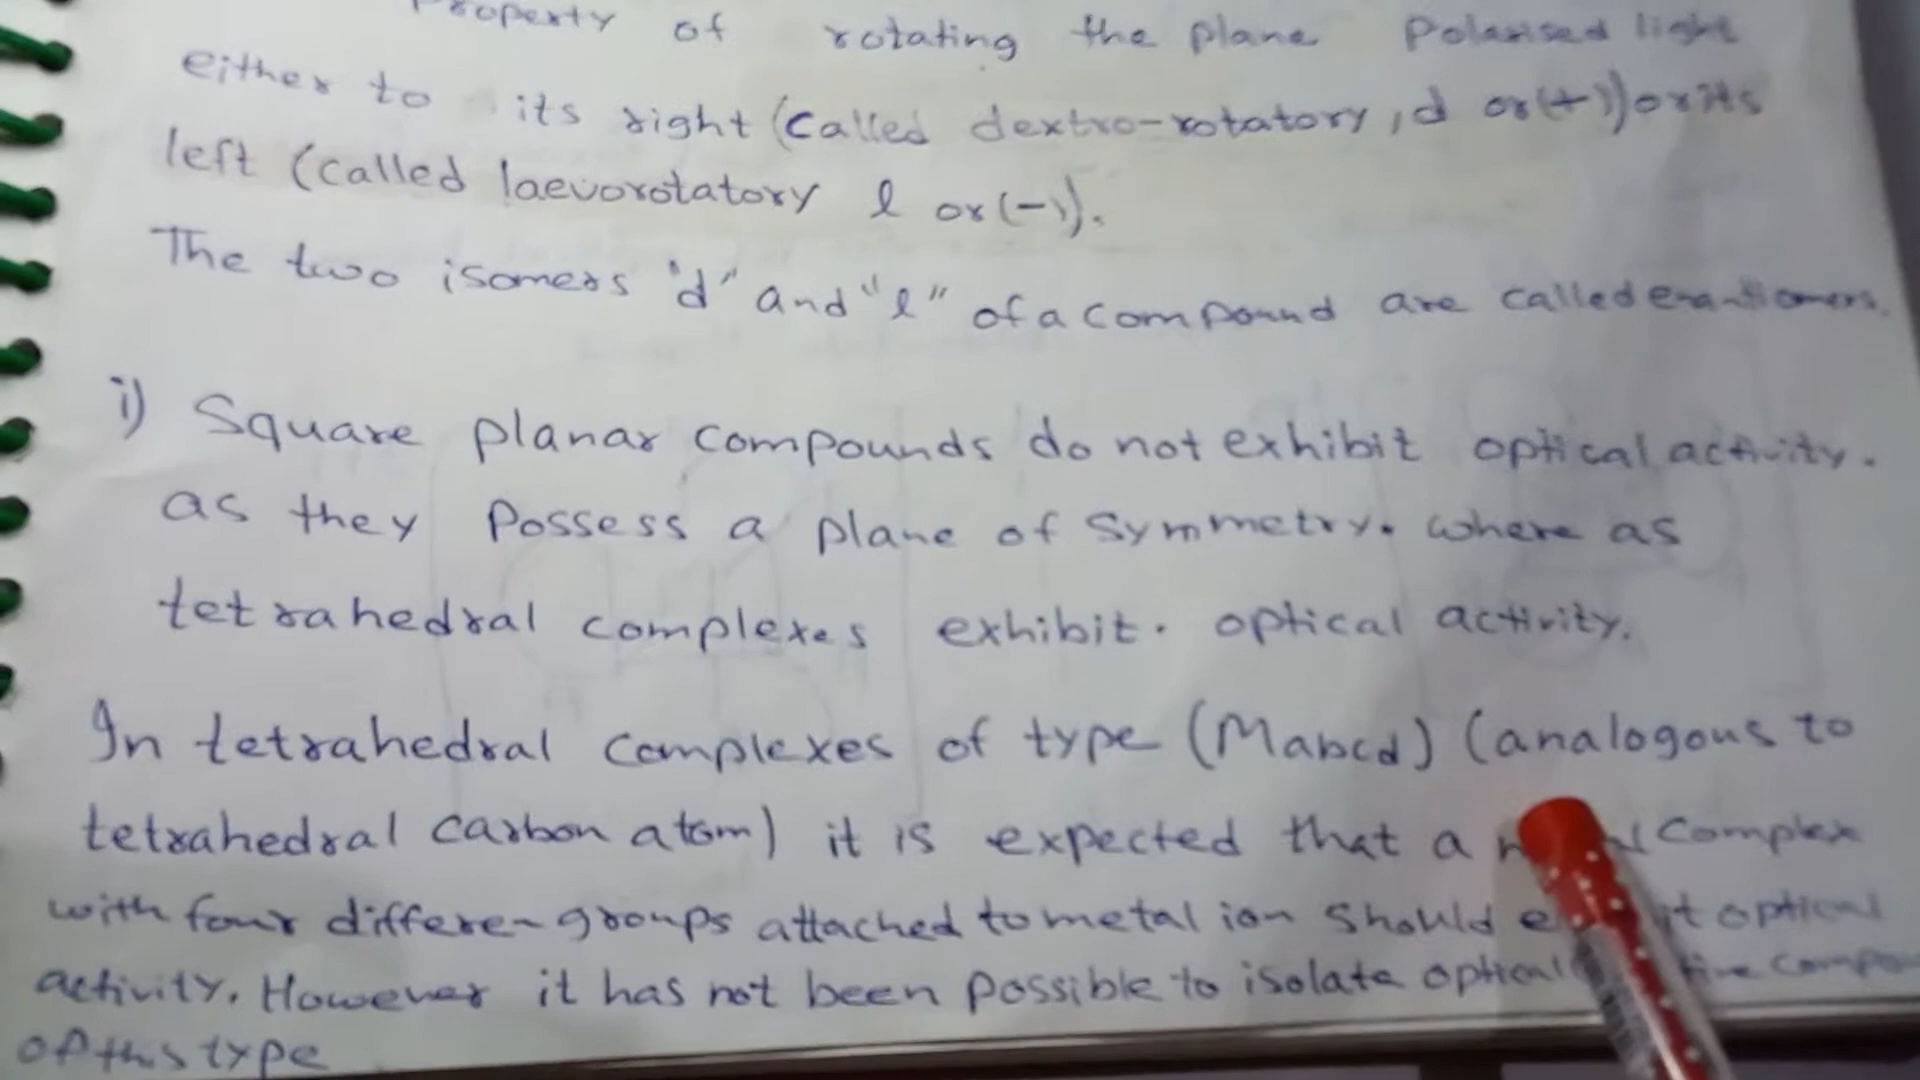 Property of rotating the plane Polarised light
either to its right (Called dextro-rotatory, d or (+)) or its
left (called laevorotatory l or (-)).
The two isomers "d" and "l" of a compound are called enantiomers.
i) Square planar compounds do not exhibit optical activity.
as they Possess a plane of Symmetry. where as
tetrahedral complexes exhibit. optical activity.
In tetrahedral complexes of type (Mabcd) (analogous to
tetrahedral carbon atom) it is expected that a complex
with four differen groups attached to metal ion should optical
activity. However it has not been possible to isolate optical
of this type